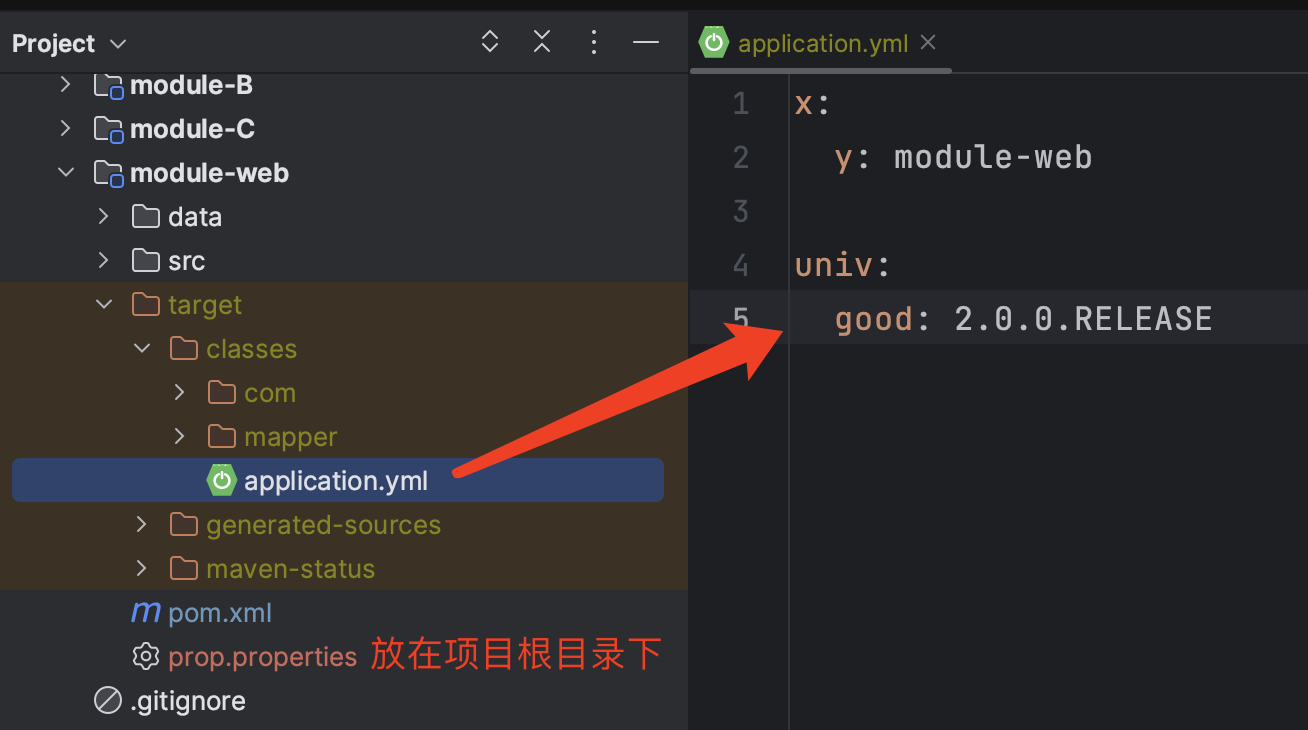 Project
module-B
module-C
module-web
data
src
target
classes
com
mapper
application.yml
generated-sources
maven-status
pom.xml
prop.properties 放在项目根目录下
.gitignore
application.yml
1 x:
2   y: module-web
3
4 univ:
5   good: 2.0.0.RELEASE